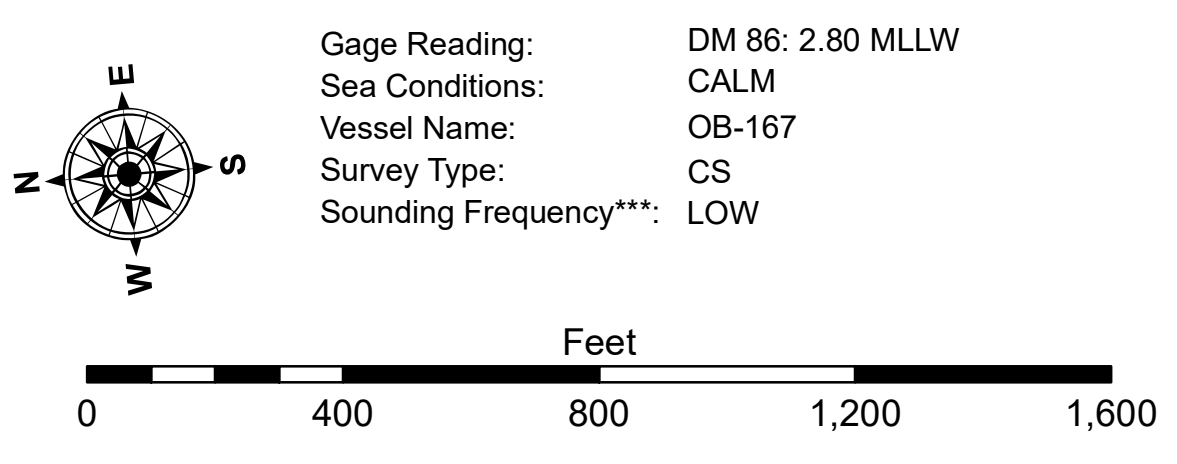 E
N
S
W
Gage Reading: DM 86: 2.80 MLLW
Sea Conditions: CALM
Vessel Name: OB-167
Survey Type: CS
Sounding Frequency***: LOW
Feet
0 400 800 1,200 1,600